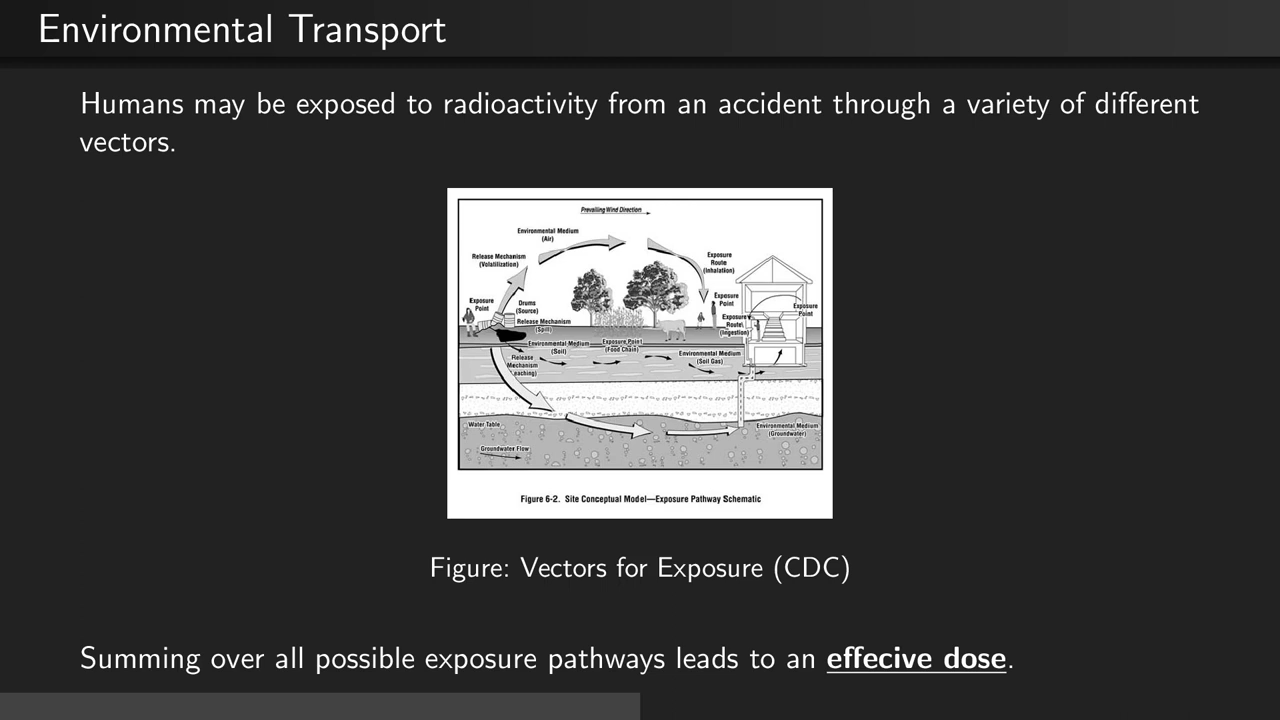 Environmental Transport
Humans may be exposed to radioactivity from an accident through a variety of different
vectors.
Prevailing Wind Direction
Environmental Medium
(Air)
Release Mechanism
(Volatilization)
Exposure
Route
(Inhalation)
Exposure
Point
Drums
(Source)
Release Mechanism
(Spill)
Exposure
Point
Exposure
Route
(Ingestion)
Exposure
Point
Environmental Medium
(Soil)
Exposure Point
(Food Chain)
Environmental Medium
(Soil Gas)
Release
Mechanism
eaching)
Water Table
Groundwater Flow
Environmental Medium
(Groundwater)
Figure 6-2. Site Conceptual Model—Exposure Pathway Schematic
Figure: Vectors for Exposure (CDC)
Summing over all possible exposure pathways leads to an effecive dose.